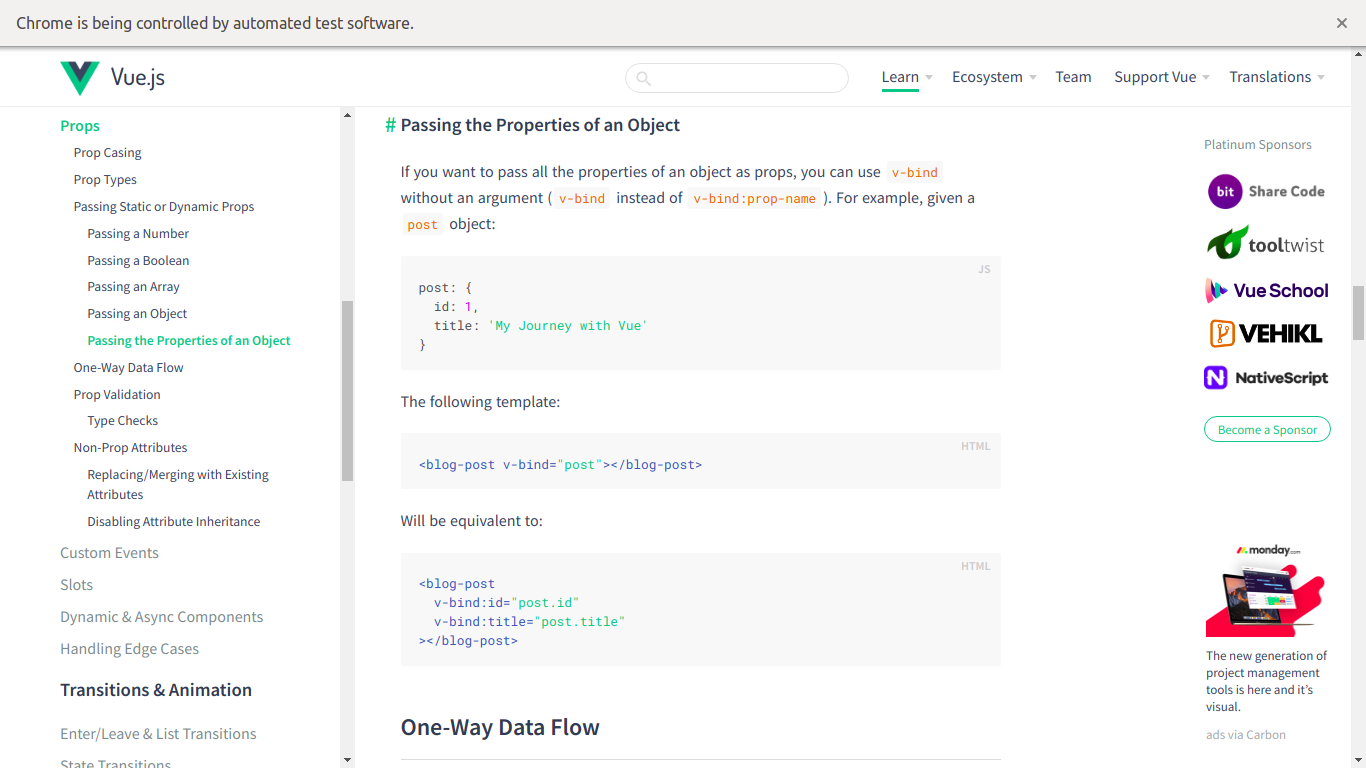 Chrome is being controlled by automated test software.
Vue.js
Learn
Ecosystem
Team
Support Vue
Translations
Props
Prop Casing
Prop Types
Passing Static or Dynamic Props
Passing a Number
Passing a Boolean
Passing an Array
Passing an Object
Passing the Properties of an Object
One-Way Data Flow
Prop Validation
Type Checks
Non-Prop Attributes
Replacing/Merging with Existing
Attributes
Disabling Attribute Inheritance
Custom Events
Slots
Dynamic & Async Components
Handling Edge Cases
Transitions & Animation
Enter/Leave & List Transitions
State Transitions
# Passing the Properties of an Object
If you want to pass all the properties of an object as props, you can use v-bind
without an argument ( v-bind instead of v-bind:prop-name ). For example, given a
post object:
JS
post: {
id: 1,
title: 'My Journey with Vue'
}
The following template:
HTML
<blog-post v-bind="post"></blog-post>
Will be equivalent to:
HTML
<blog-post
v-bind:id="post.id"
v-bind:title="post.title"
></blog-post>
One-Way Data Flow
Platinum Sponsors
bit Share Code
tooltwist
Vue School
VEHIKL
NativeScript
Become a Sponsor
monday.com
The new generation of
project management
tools is here and it's
visual.
ads via Carbon